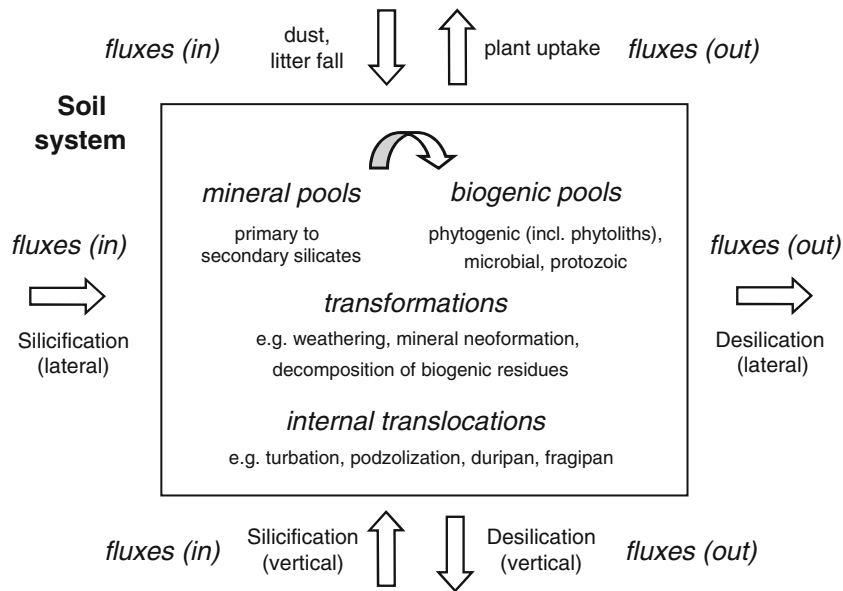 fluxes (in)
dust,
litter fall
plant uptake
fluxes (out)
Soil
system
mineral pools
biogenic pools
primary to
secondary silicates
phytogenic (incl. phytoliths),
microbial, protozoic
fluxes (in)
Silicification
(lateral)
fluxes (out)
Desilication
(lateral)
transformations
e.g. weathering, mineral neoformation,
decomposition of biogenic residues
internal translocations
e.g. turbation, podzolization, duripan, fragipan
fluxes (in)
Silicification
(vertical)
Desilication
(vertical)
fluxes (out)